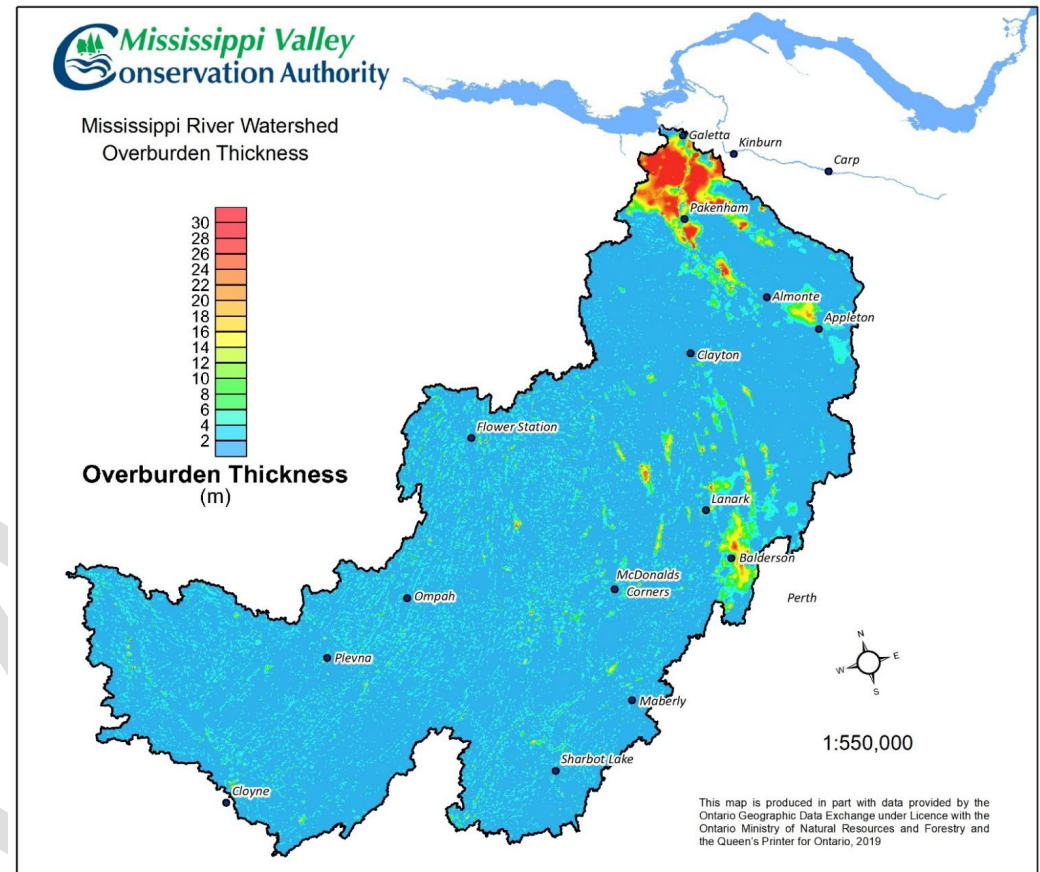 Mississippi Valley
Conservation Authority
Mississippi River Watershed
Overburden Thickness
30
28
26
24
22
20
18
16
14
12
10
8
6
4
2
Overburden Thickness
(m)
Galetta
Kinburn
Carp
Pakenham
Almonte
Appleton
Clayton
Flower Station
Lanark
Balderson
McDonalds
Corners
Ompah
Perth
Plevna
Maberly
Sharbot Lake
Cloyne
N
W
E
S
1:550,000
This map is produced in part with data provided by the
Ontario Geographic Data Exchange under Licence with the
Ontario Ministry of Natural Resources and Forestry and
the Queen's Printer for Ontario, 2019